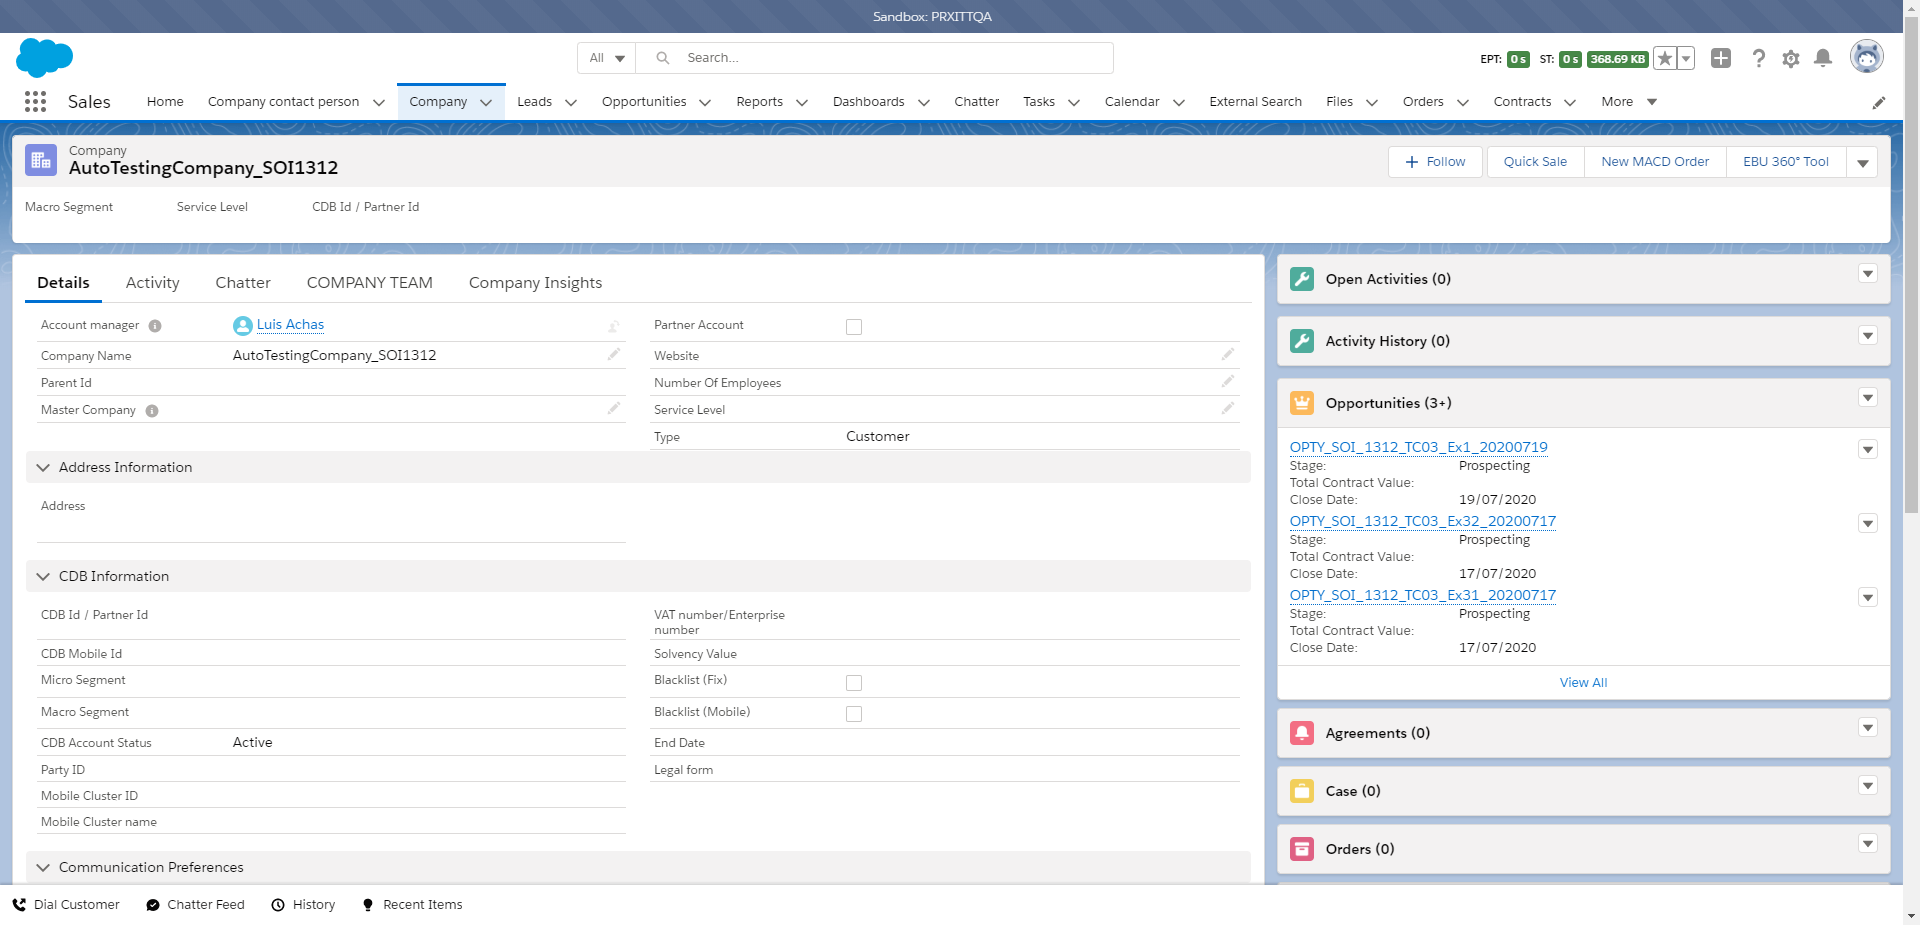 Sandbox: PRXITTQA
All
Search...
EPT: 0 s ST: 0 s 368.69 KB
Sales
Home
Company contact person
Company
Leads
Opportunities
Reports
Dashboards
Chatter
Tasks
Calendar
External Search
Files
Orders
Contracts
More
Company
AutoTestingCompany_SOI1312
Follow
Quick Sale
New MACD Order
EBU 360° Tool
Macro Segment
Service Level
CDB Id / Partner Id
Details
Activity
Chatter
COMPANY TEAM
Company Insights
Account manager
Luis Achas
Partner Account
Company Name
AutoTestingCompany_SOI1312
Website
Parent Id
Number Of Employees
Master Company
Service Level
Type
Customer
Address Information
Address
CDB Information
CDB Id / Partner Id
VAT number/Enterprise
number
CDB Mobile Id
Solvency Value
Micro Segment
Blacklist (Fix)
Macro Segment
Blacklist (Mobile)
CDB Account Status
Active
End Date
Party ID
Legal form
Mobile Cluster ID
Mobile Cluster name
Communication Preferences
Open Activities (0)
Activity History (0)
Opportunities (3+)
OPTY_SOI_1312_TC03_Ex1_20200719
Stage: Prospecting
Total Contract Value:
Close Date: 19/07/2020
OPTY_SOI_1312_TC03_Ex32_20200717
Stage: Prospecting
Total Contract Value:
Close Date: 17/07/2020
OPTY_SOI_1312_TC03_Ex31_20200717
Stage: Prospecting
Total Contract Value:
Close Date: 17/07/2020
View All
Agreements (0)
Case (0)
Orders (0)
Dial Customer
Chatter Feed
History
Recent Items